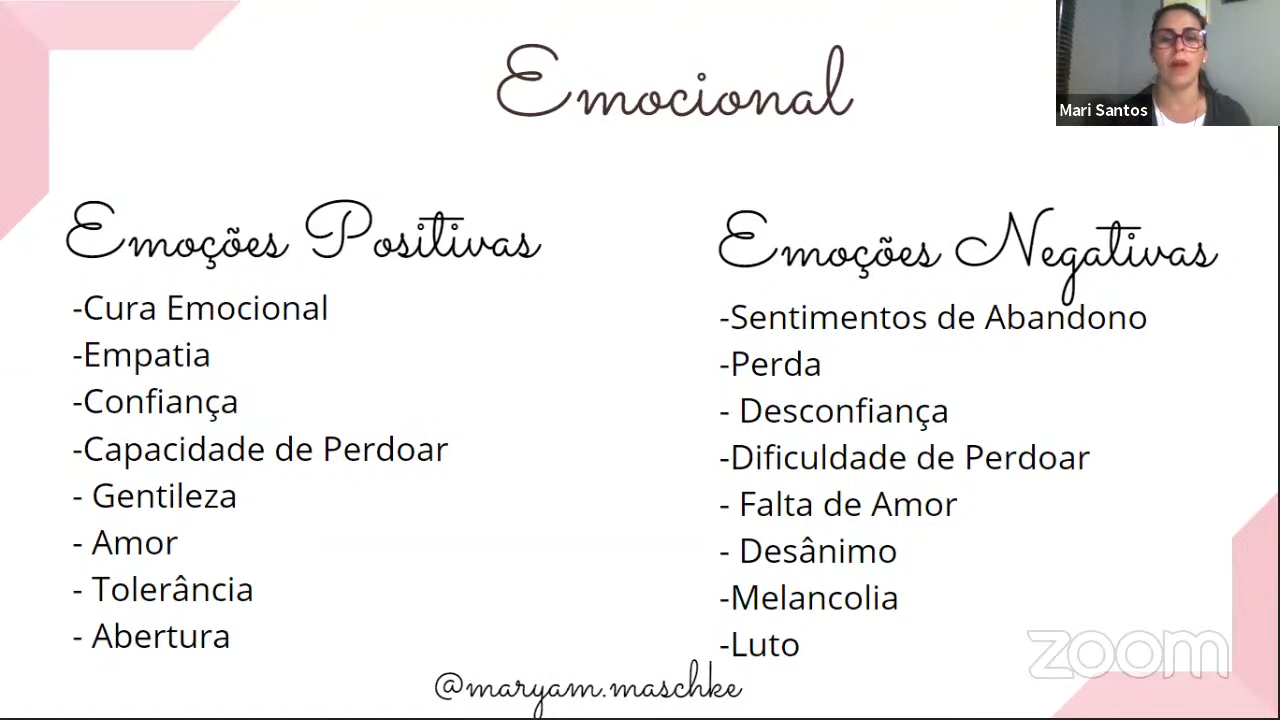 Emocional
Mari Santos
Emoções Positivas
-Cura Emocional
-Empatia
-Confiança
-Capacidade de Perdoar
- Gentileza
- Amor
- Tolerância
- Abertura
Emoções Negativas
-Sentimentos de Abandono
-Perda
- Desconfiança
-Dificuldade de Perdoar
- Falta de Amor
- Desânimo
-Melancolia
-Luto
@maryam.maschke
zoom